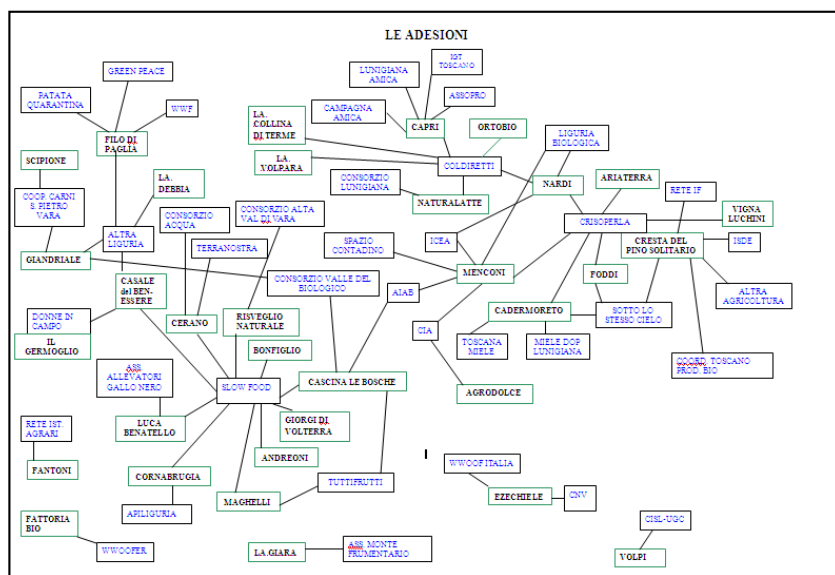 LE ADESIONI
GREEN PEACE
LUNIGIANA
AMICA
IGT
TOSCANO
PATATA
QUARANTINA
WWF
LA.
COLLINA
DI TERME
CAMPAGNA
AMICA
ASSOPRO
CAPRI
ORTOBIO
FILO DI
PAGLIA
LIGURIA
BIOLOGICA
SCIPIONE
LA.
VOLPARA
COLDIRETTI
LA.
DEBBIA
CONSORZIO
LUNIGIANA
NATURALATTE
NARDI
ARIATERRA
RETE IF
COOP. CARNI
S. PIETRO
VARA
CONSORZIO
ACQUA
CONSORZIO ALTA
VAL DI VARA
CRISOPERLA
VIGNA
LUCHINI
ALTRA
LIGURIA
TERRANOSTRA
SPAZIO
CONTADINO
ICEA
CRESTA DEL
PINO SOLITARIO
ISDE
GIANDRIALE
MENCONI
FODDI
CASALE
del BEN-
ESSERE
CONSORZIO VALLE DEL
BIOLOGICO
AIAB
ALTRA
AGRICOLTURA
DONNE IN
CAMPO
CERANO
RISVEGLIO
NATURALE
CADERMORETO
SOTTO LO
STESSO CIELO
IL
GERMOGLIO
BONFIGLIO
CIA
TOSCANA
MIELE
MIELE DOP
LUNIGIANA
COORD. TOSCANO
PROD. BIO
ASS.
ALLEVATORI
GALLO NERO
SLOW FOOD
CASCINA LE BOSCHE
AGRODOLCE
RETE IST.
AGRARI
LUCA
BENATELLO
GIORGI DI.
VOLTERRA
FANTONI
CORNABRUGIA
ANDREONI
WWOOF ITALIA
MAGHELLI
TUTTIFRUTTI
EZECHIELE
CNV
APILIGURIA
FATTORIA
BIO
CISL-UGC
WWOOFER
LA.GIARA
ASS. MONTE
FRUMENTARIO
VOLPI